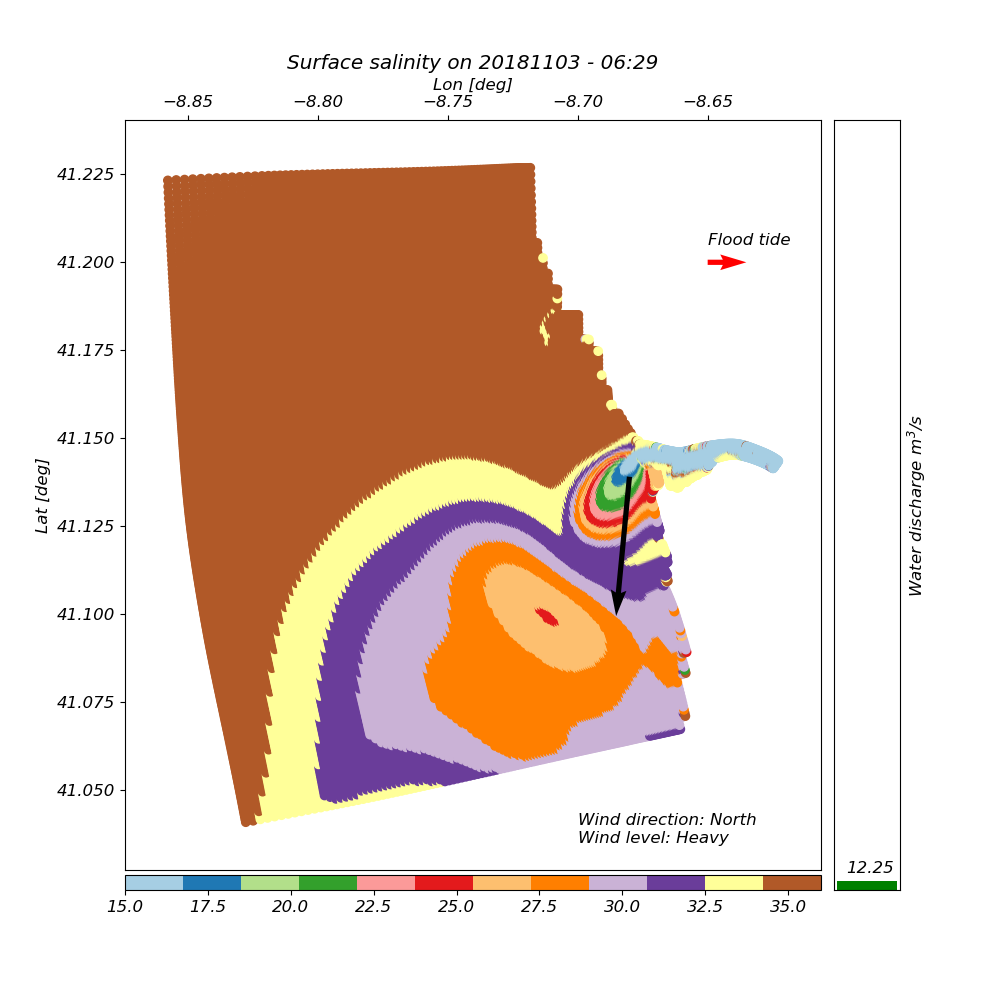 Surface salinity on 20181103 - 06:29
Lon [deg]
−8.85 −8.80 −8.75 −8.70 −8.65
41.225
41.200
41.175
41.150
41.125
41.100
41.075
41.050
Lat [deg]
Flood tide
Wind direction: North
Wind level: Heavy
15.0 17.5 20.0 22.5 25.0 27.5 30.0 32.5 35.0
12.25
Water discharge m³/s